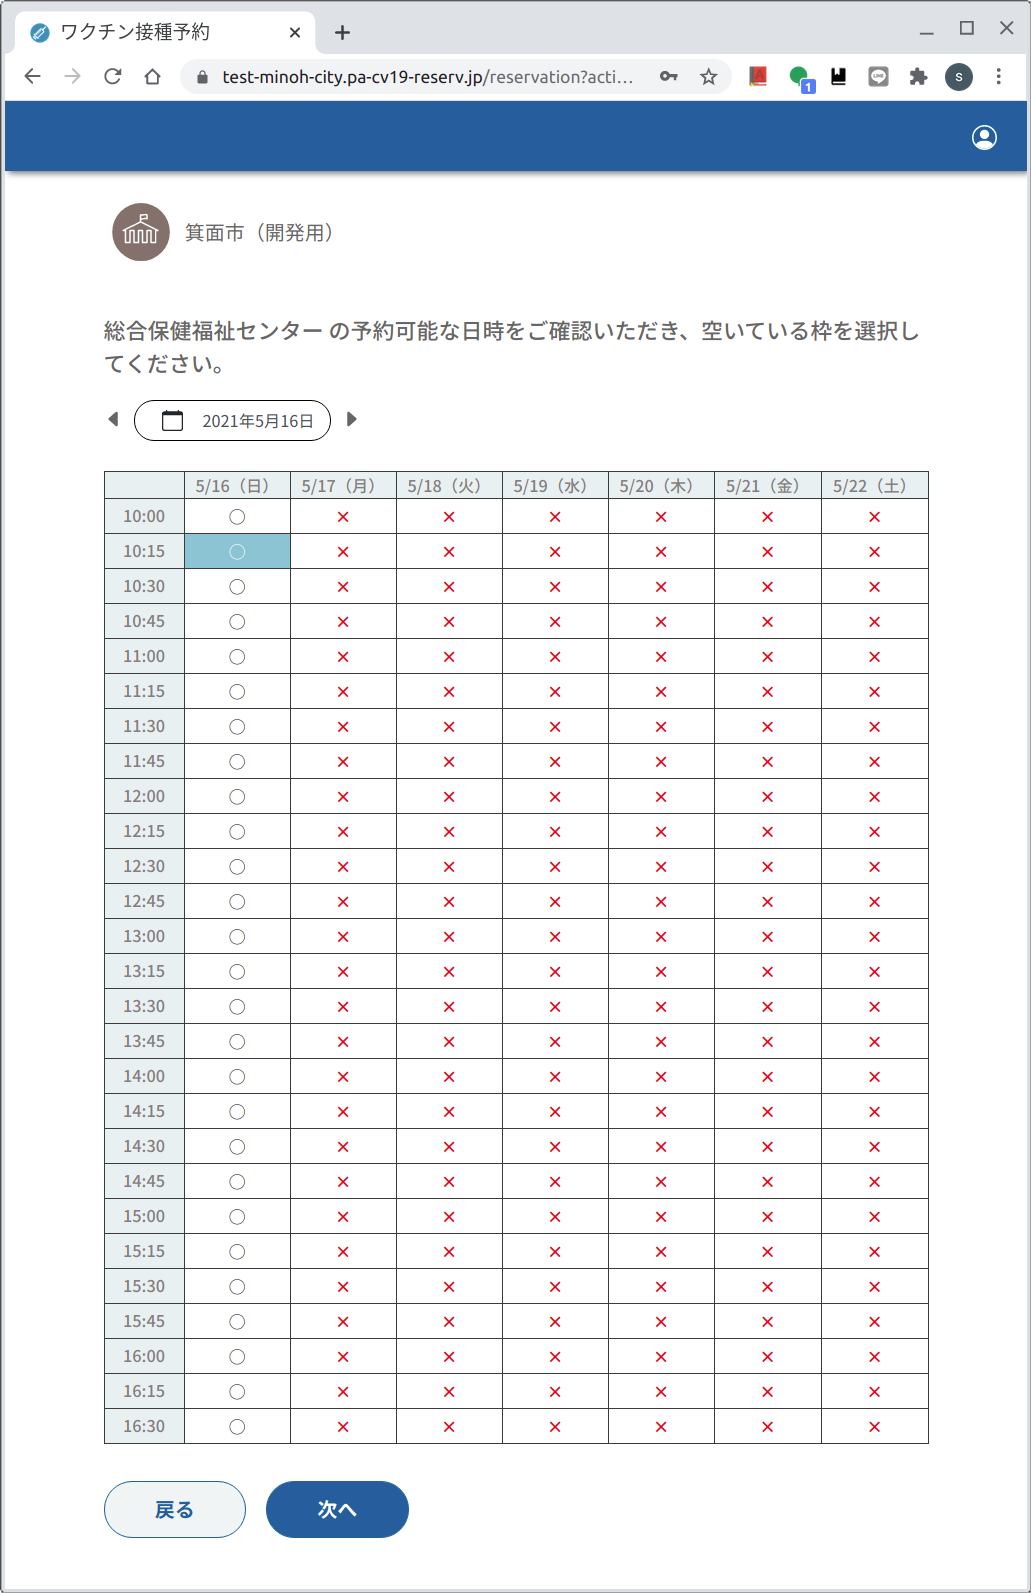 ワクチン接種予約
test-minoh-city.pa-cv19-reserv.jp/reservation?acti...
1
LINE
S
箕面市（開発用）
総合保健福祉センター の予約可能な日時をご確認いただき、空いている枠を選択し
てください。
2021年5月16日
5/16（日） 5/17（月） 5/18（火） 5/19（水） 5/20（木） 5/21（金） 5/22（土）
10:00 〇 × × × × × ×
10:15 〇 × × × × × ×
10:30 〇 × × × × × ×
10:45 〇 × × × × × ×
11:00 〇 × × × × × ×
11:15 〇 × × × × × ×
11:30 〇 × × × × × ×
11:45 〇 × × × × × ×
12:00 〇 × × × × × ×
12:15 〇 × × × × × ×
12:30 〇 × × × × × ×
12:45 〇 × × × × × ×
13:00 〇 × × × × × ×
13:15 〇 × × × × × ×
13:30 〇 × × × × × ×
13:45 〇 × × × × × ×
14:00 〇 × × × × × ×
14:15 〇 × × × × × ×
14:30 〇 × × × × × ×
14:45 〇 × × × × × ×
15:00 〇 × × × × × ×
15:15 〇 × × × × × ×
15:30 〇 × × × × × ×
15:45 〇 × × × × × ×
16:00 〇 × × × × × ×
16:15 〇 × × × × × ×
16:30 〇 × × × × × ×
戻る 次へ